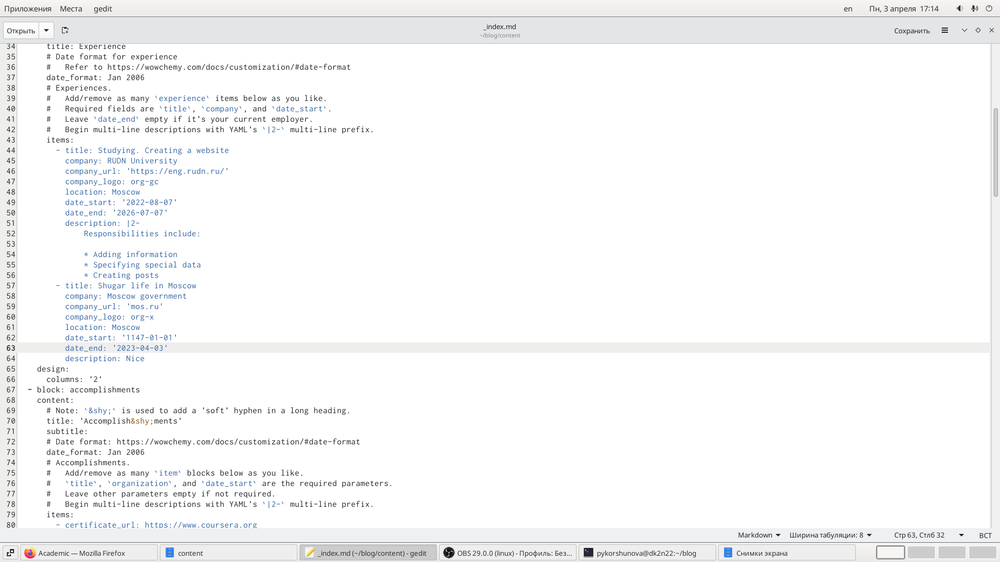 Приложения Места gedit en Пн, 3 апреля 17:14
Открыть _index.md Сохранить
~/blog/content
34 title: Experience
35 # Date format for experience
36 #   Refer to https://wowchemy.com/docs/customization/#date-format
37 date_format: Jan 2006
38 # Experiences.
39 #   Add/remove as many `experience` items below as you like.
40 #   Required fields are `title`, `company`, and `date_start`.
41 #   Leave `date_end` empty if it's your current employer.
42 #   Begin multi-line descriptions with YAML's `|2-` multi-line prefix.
43 items:
44 - title: Studying. Creating a website
45 company: RUDN University
46 company_url: 'https://eng.rudn.ru/'
47 company_logo: org-gc
48 location: Moscow
49 date_start: '2022-08-07'
50 date_end: '2026-07-07'
51 description: |2-
52 Responsibilities include:
53
54 * Adding information
55 * Specifying special data
56 * Creating posts
57 - title: Shugar life in Moscow
58 company: Moscow government
59 company_url: 'mos.ru'
60 company_logo: org-x
61 location: Moscow
62 date_start: '1147-01-01'
63 date_end: '2023-04-03'
64 description: Nice
65 design:
66 columns: '2'
67 - block: accomplishments
68 content:
69 # Note: `&shy;` is used to add a 'soft' hyphen in a long heading.
70 title: 'Accomplish&shy;ments'
71 subtitle:
72 # Date format: https://wowchemy.com/docs/customization/#date-format
73 date_format: Jan 2006
74 # Accomplishments.
75 #   Add/remove as many `item` blocks below as you like.
76 #   `title`, `organization`, and `date_start` are the required parameters.
77 #   Leave other parameters empty if not required.
78 #   Begin multi-line descriptions with YAML's `|2-` multi-line prefix.
79 items:
80 - certificate_url: https://www.coursera.org
Markdown Ширина табуляции: 8 Стр 63, Стлб 32 ВСТ
Academic — Mozilla Firefox content _index.md (~/blog/content) - gedit OBS 29.0.0 (linux) - Профиль: Без… pykorshunova@dk2n22:~/blog Снимки экрана